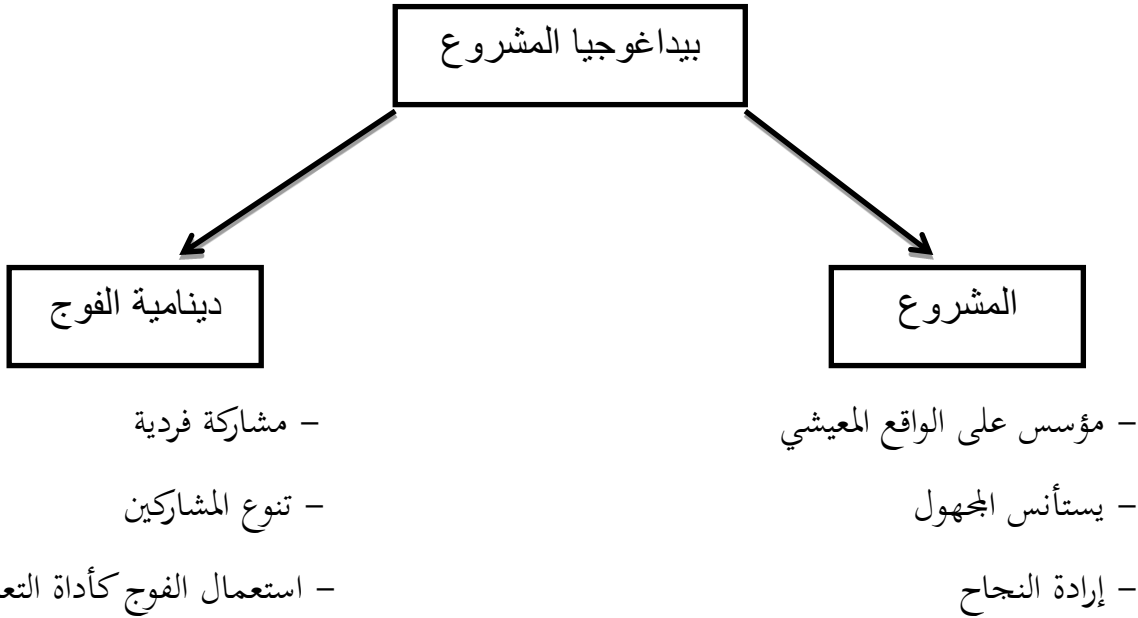 بيداغوجيا المشروع
المشروع
دينامية الفوج
– مؤسس على الواقع المعيشي
– يستأنس المجهول
– إرادة النجاح
– مشاركة فردية
– تنوع المشاركين
– استعمال الفوج كأداة